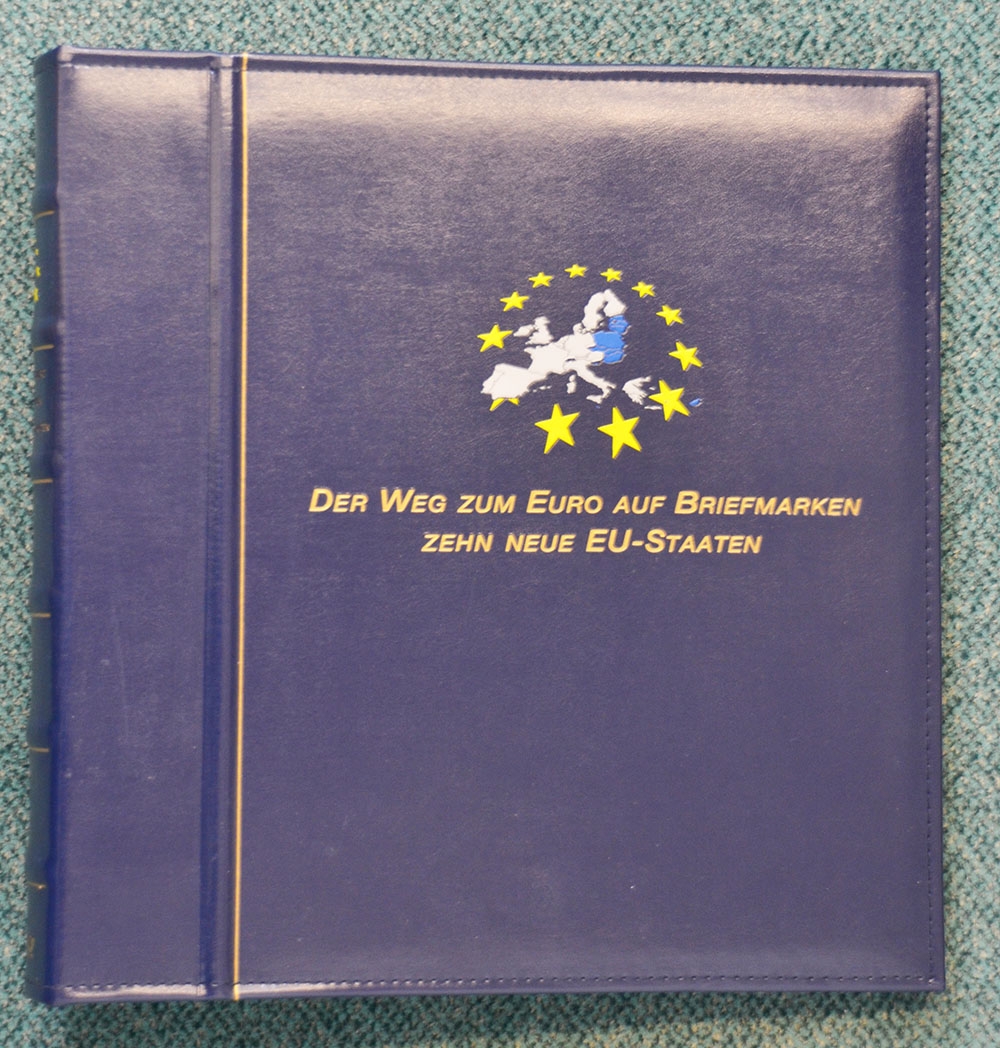 Der Weg zum Euro auf Briefmarken
zehn neue EU-Staaten